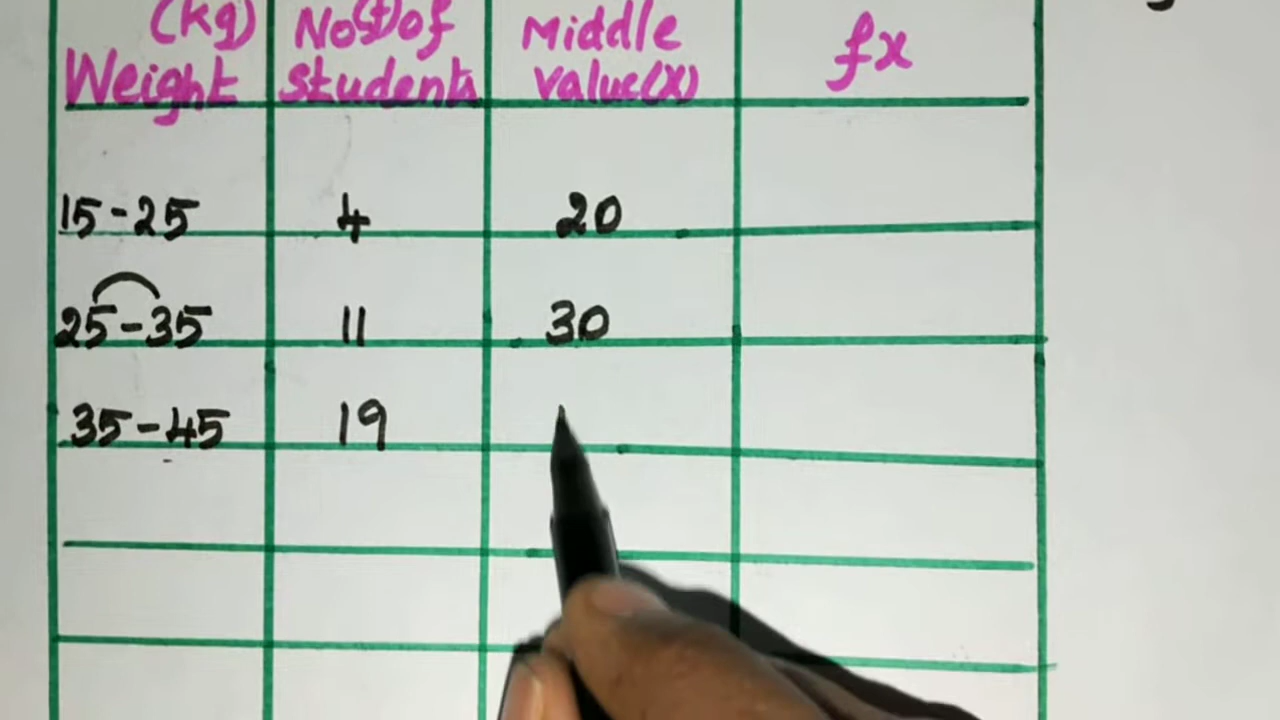 (kg) No(f)of Middle
Weight students value(x) fx
15-25 4 20
25-35 11 30
35-45 19